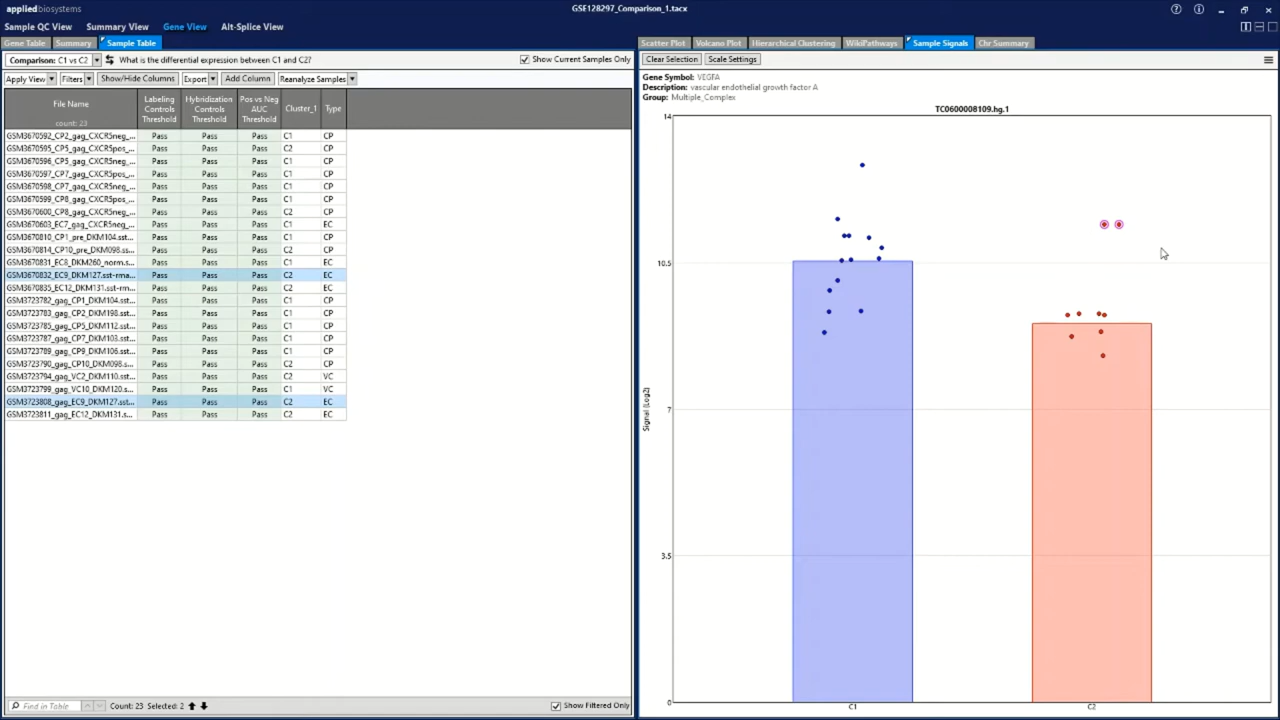 appliedbiosystems
GSE128297_Comparison_1.tacx
Sample QC View Summary View Gene View Alt-Splice View
Gene Table Summary Sample Table
Comparison: C1 vs C2 What is the differential expression between C1 and C2? Show Current Samples Only
Apply View Filters Show/Hide Columns Export Add Column Reanalyze Samples
File Name count: 23 Labeling Controls Threshold Hybridization Controls Threshold Pos vs Neg AUC Threshold Cluster_1 Type
GSM3670592_CP2_gag_CXCR5neg_... Pass Pass Pass C1 CP
GSM3670595_CP5_gag_CXCR5pos_... Pass Pass Pass C2 CP
GSM3670596_CP5_gag_CXCR5neg_... Pass Pass Pass C1 CP
GSM3670597_CP7_gag_CXCR5pos_... Pass Pass Pass C1 CP
GSM3670598_CP7_gag_CXCR5neg_... Pass Pass Pass C1 CP
GSM3670599_CP8_gag_CXCR5pos_... Pass Pass Pass C1 CP
GSM3670600_CP8_gag_CXCR5neg_... Pass Pass Pass C2 CP
GSM3670603_EC7_gag_CXCR5neg_... Pass Pass Pass C1 EC
GSM3670810_CP1_pre_DKM104.sst... Pass Pass Pass C1 CP
GSM3670814_CP10_pre_DKM098.ss... Pass Pass Pass C2 CP
GSM3670831_EC8_DKM260_norm.s... Pass Pass Pass C1 EC
GSM3670832_EC9_DKM127.sst-rma... Pass Pass Pass C2 EC
GSM3670835_EC12_DKM131.sst-rm... Pass Pass Pass C2 EC
GSM3723782_gag_CP1_DKM104.sst... Pass Pass Pass C1 CP
GSM3723783_gag_CP2_DKM198.sst... Pass Pass Pass C2 CP
GSM3723785_gag_CP5_DKM112.sst... Pass Pass Pass C1 CP
GSM3723787_gag_CP7_DKM103.sst... Pass Pass Pass C1 CP
GSM3723789_gag_CP9_DKM106.sst... Pass Pass Pass C1 CP
GSM3723790_gag_CP10_DKM098.s... Pass Pass Pass C2 CP
GSM3723794_gag_VC2_DM110.sst... Pass Pass Pass C2 VC
GSM3723799_gag_VC10_DM120.s... Pass Pass Pass C1 VC
GSM3723808_gag_EC9_DKM127.sst... Pass Pass Pass C2 EC
GSM3723811_gag_EC12_DKM131.s... Pass Pass Pass C2 EC
Find in Table Count: 23 Selected: 2 Show Filtered Only
Scatter Plot Volcano Plot Hierarchical Clustering WikiPathways Sample Signals Chr Summary
Clear Selection Scale Settings
Gene Symbol: VEGFA
Description: vascular endothelial growth factor A
Group: Multiple_Complex
TC0600008109.hg.1
14
10.5
7
Signal (Log2)
3.5
0
C1 C2